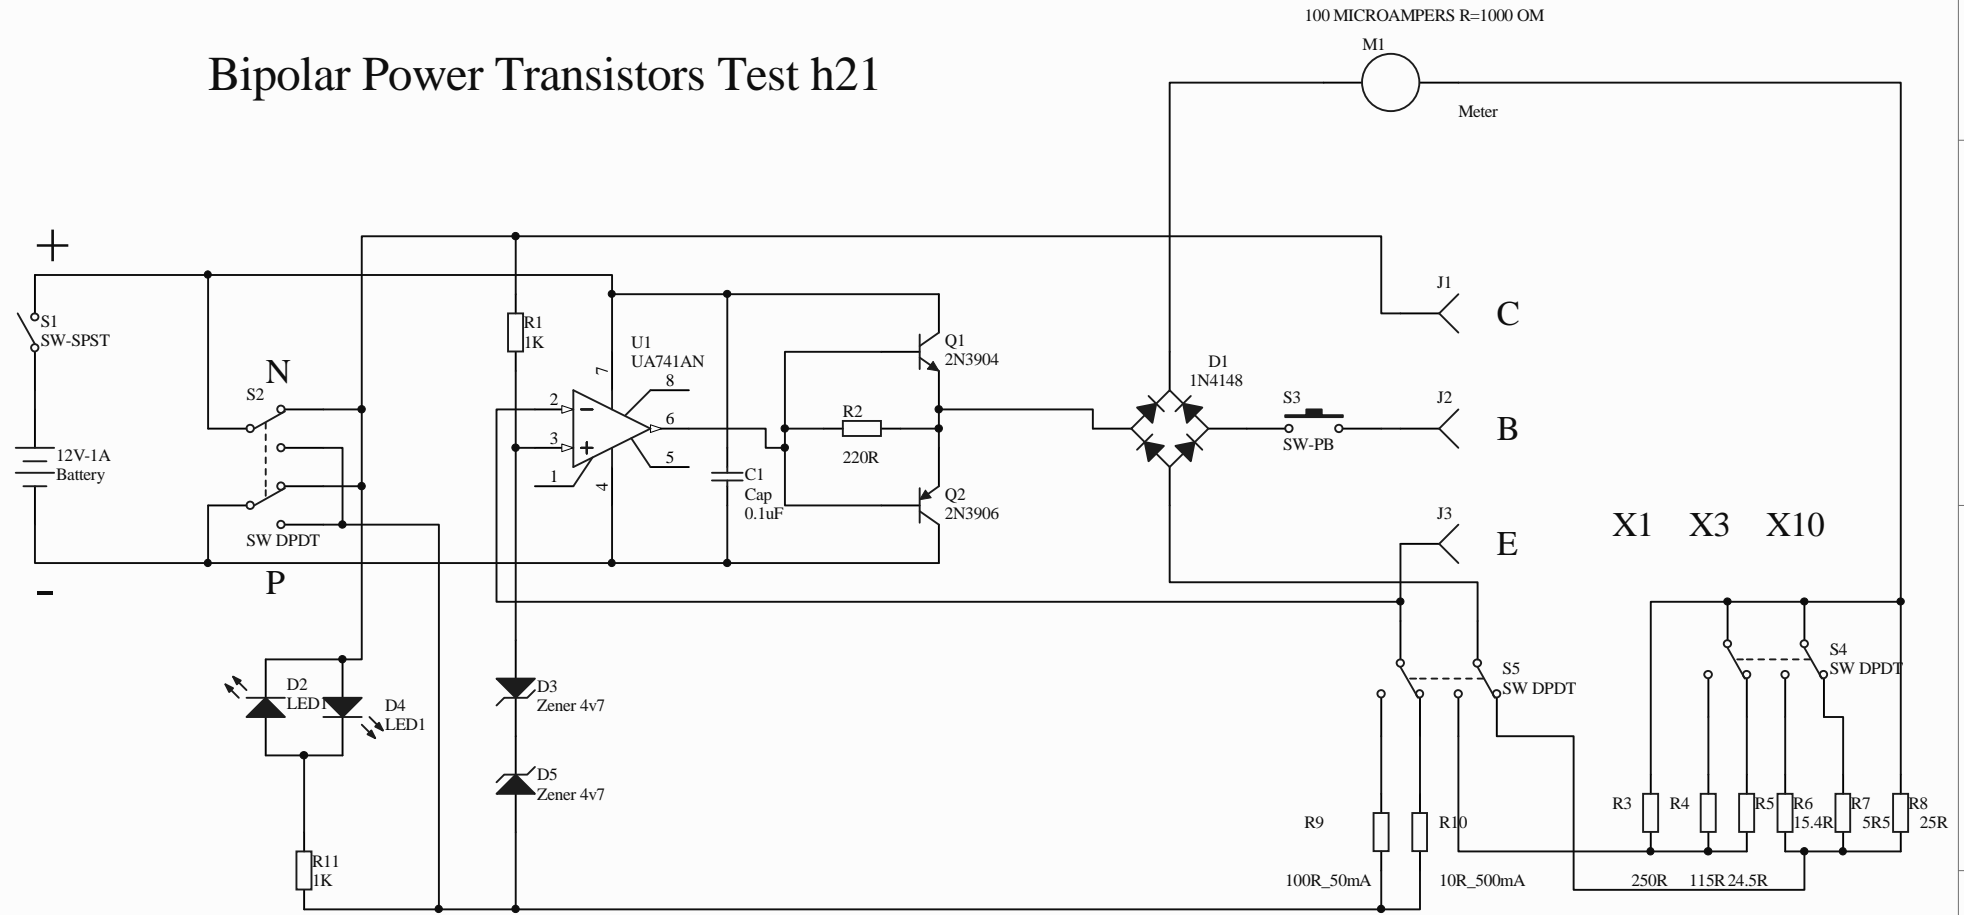 100 MICROAMPERS R=1000 OM
M1
Meter
Bipolar Power Transistors Test h21
+
S1
SW-SPST
12V-1A
Battery
-
N
S2
SW DPDT
P
R1
1K
U1
UA741AN
7
8
2
6
3
5
1
4
C1
Cap
0.1uF
Q1
2N3904
R2
220R
Q2
2N3906
D1
1N4148
S3
SW-PB
J1
C
J2
B
J3
E
X1 X3 X10
S4
SW DPDT
S5
SW DPDT
D2
LED1
D4
LED1
D3
Zener 4v7
D5
Zener 4v7
R11
1K
R9
100R_50mA
R10
10R_500mA
R3
250R
R4
115R
R5
24.5R
R6
15.4R
R7
5R5
R8
25R